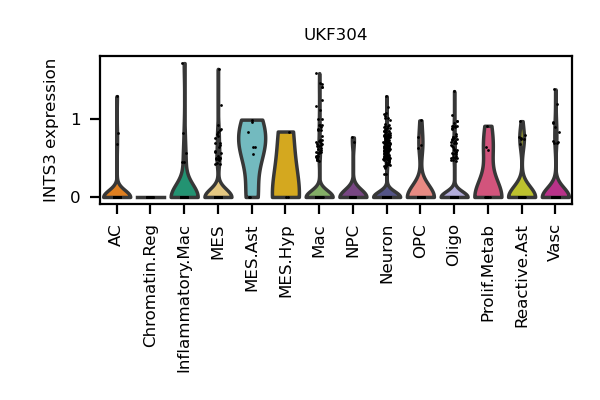 UKF304
INTS3 expression
1
0
AC
Chromatin.Reg
Inflammatory.Mac
MES
MES.Ast
MES.Hyp
Mac
NPC
Neuron
OPC
Oligo
Prolif.Metab
Reactive.Ast
Vasc